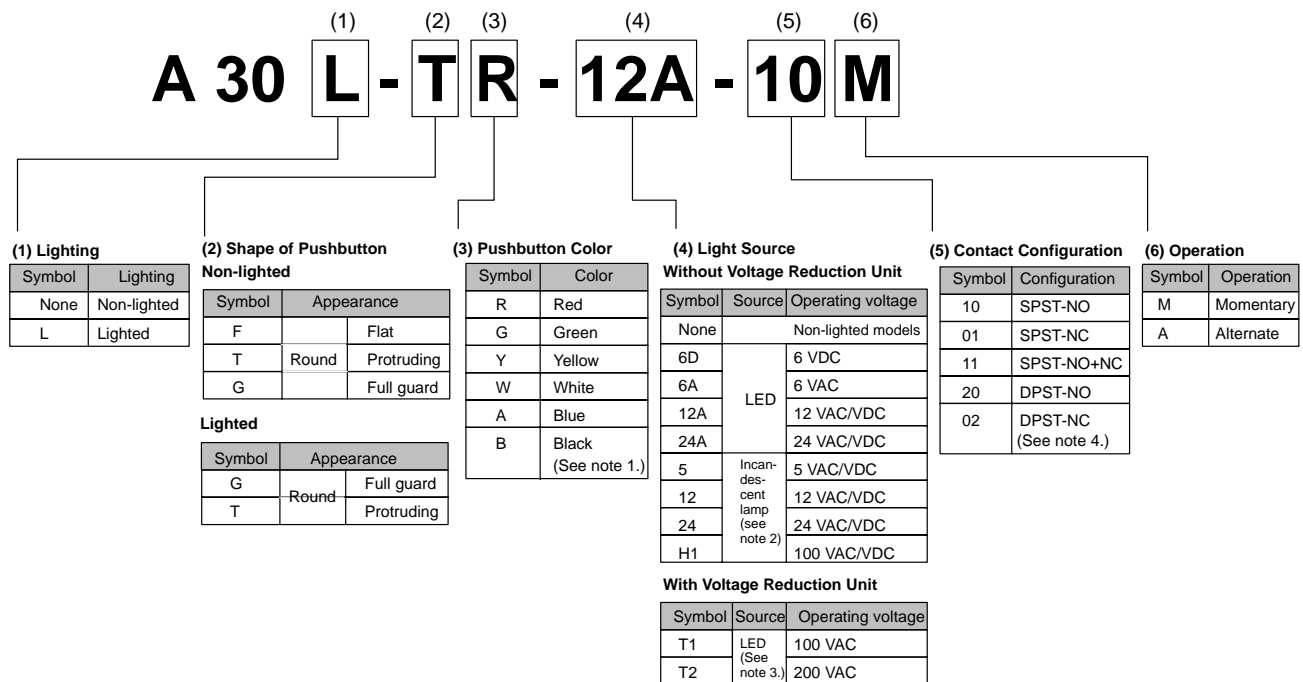 (1) (2) (3) (4) (5) (6)
A 30 L - T R - 12A - 10 M
(1) Lighting
Symbol Lighting
None Non-lighted
L Lighted
(2) Shape of Pushbutton
Non-lighted
Symbol Appearance
F Flat
T Round Protruding
G Full guard
Lighted
Symbol Appearance
G Round Full guard
T Protruding
(3) Pushbutton Color
Symbol Color
R Red
G Green
Y Yellow
W White
A Blue
B Black
(See note 1.)
(4) Light Source
Without Voltage Reduction Unit
Symbol Source Operating voltage
None Non-lighted models
6D LED 6 VDC
6A 6 VAC
12A 12 VAC/VDC
24A 24 VAC/VDC
5 Incan- 5 VAC/VDC
des-
12 cent 12 VAC/VDC
lamp
24 (see 24 VAC/VDC
note 2)
H1 100 VAC/VDC
With Voltage Reduction Unit
Symbol Source Operating voltage
T1 LED 100 VAC
(See
T2 note 3.) 200 VAC
(5) Contact Configuration
Symbol Configuration
10 SPST-NO
01 SPST-NC
11 SPST-NO+NC
20 DPST-NO
02 DPST-NC
(See note 4.)
(6) Operation
Symbol Operation
M Momentary
A Alternate